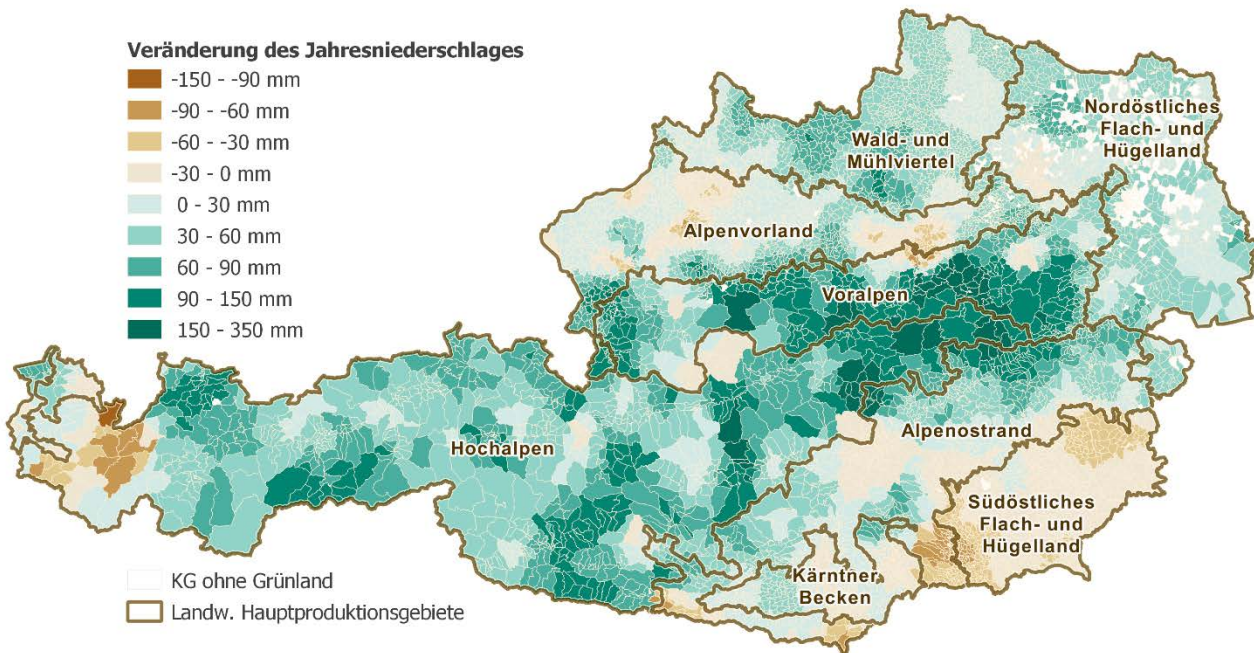 Veränderung des Jahresniederschlages
-150 - -90 mm
-90 - -60 mm
-60 - -30 mm
-30 - 0 mm
0 - 30 mm
30 - 60 mm
60 - 90 mm
90 - 150 mm
150 - 350 mm
Nordöstliches
Flach- und
Hügelland
Wald- und
Mühlviertel
Alpenvorland
Voralpen
Hochalpen
Alpenostrand
Südöstliches
Flach- und
Hügelland
Kärntner
Becken
KG ohne Grünland
Landw. Hauptproduktionsgebiete